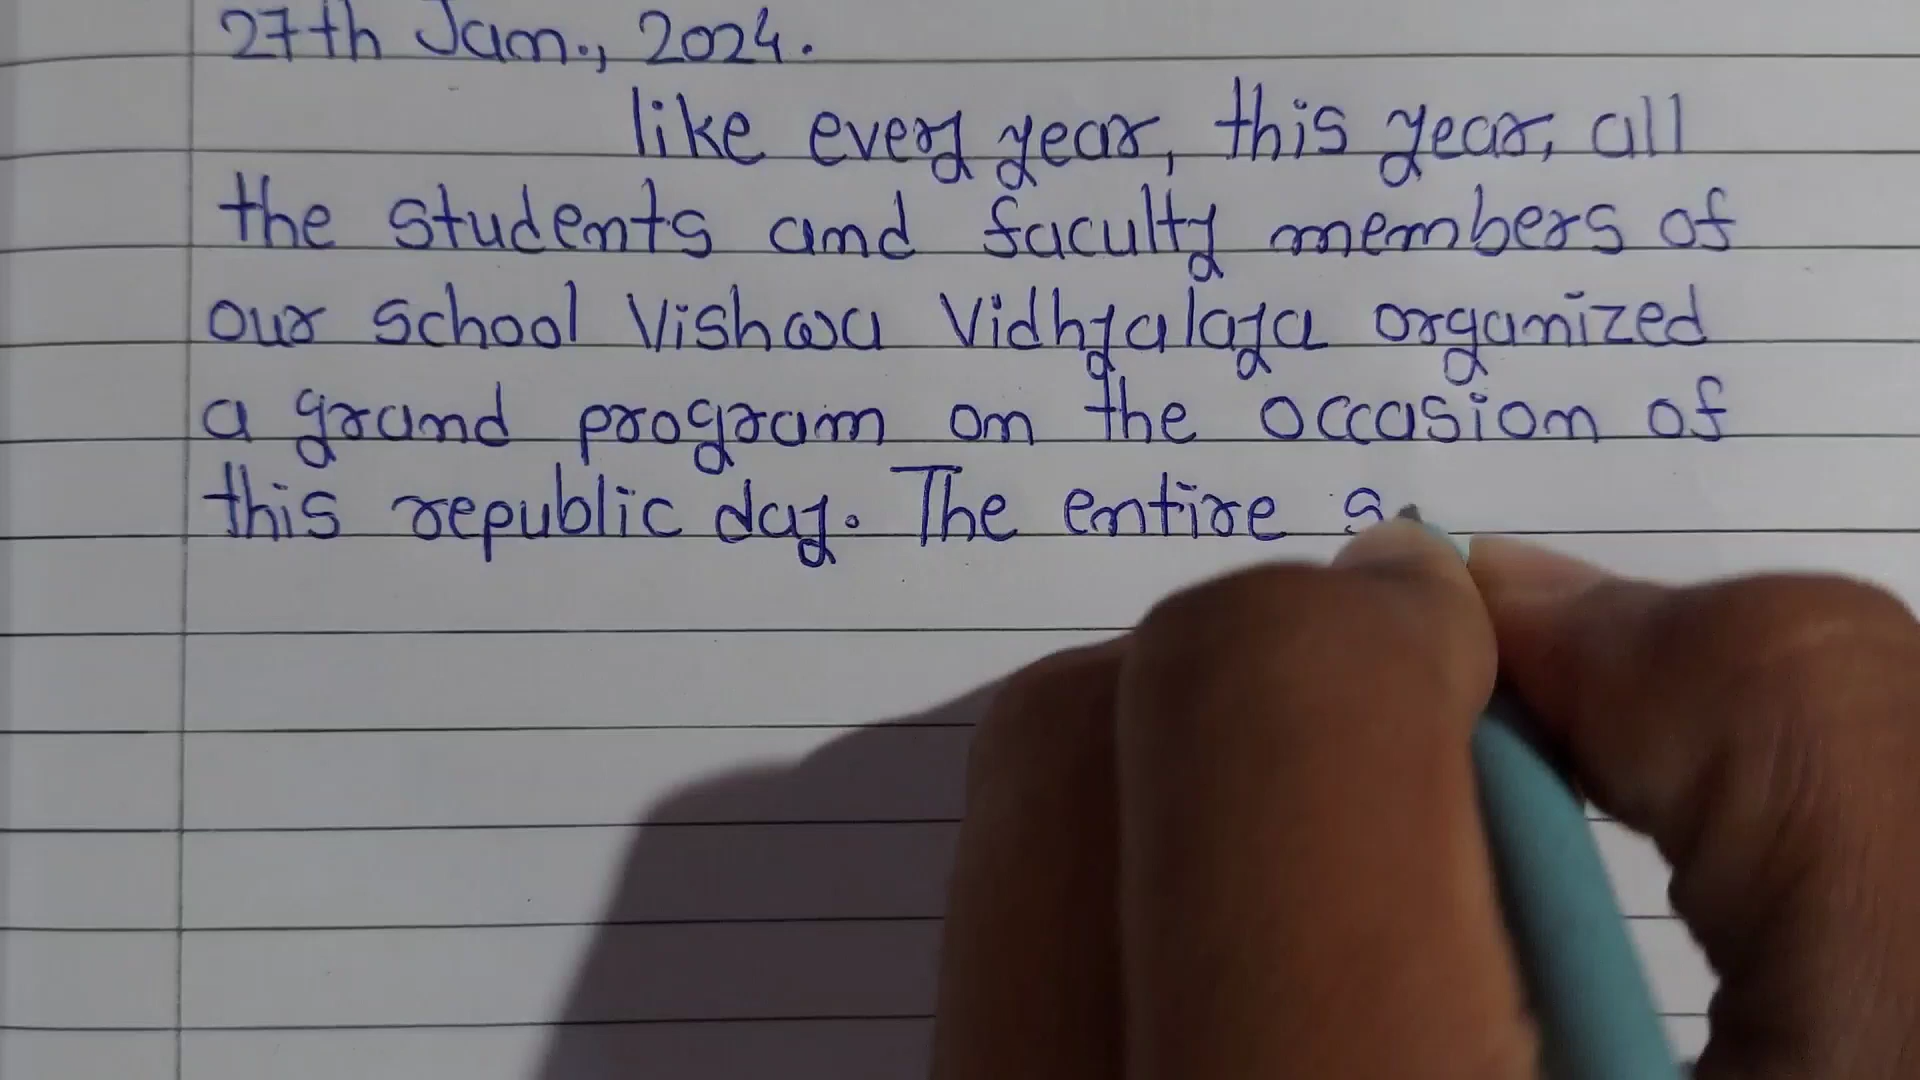 27th Jan., 2024.
like every year, this year, all
the students and faculty members of
our school Vishwa Vidhyalaya organized
a grand program on the occasion of
this republic day. The entire